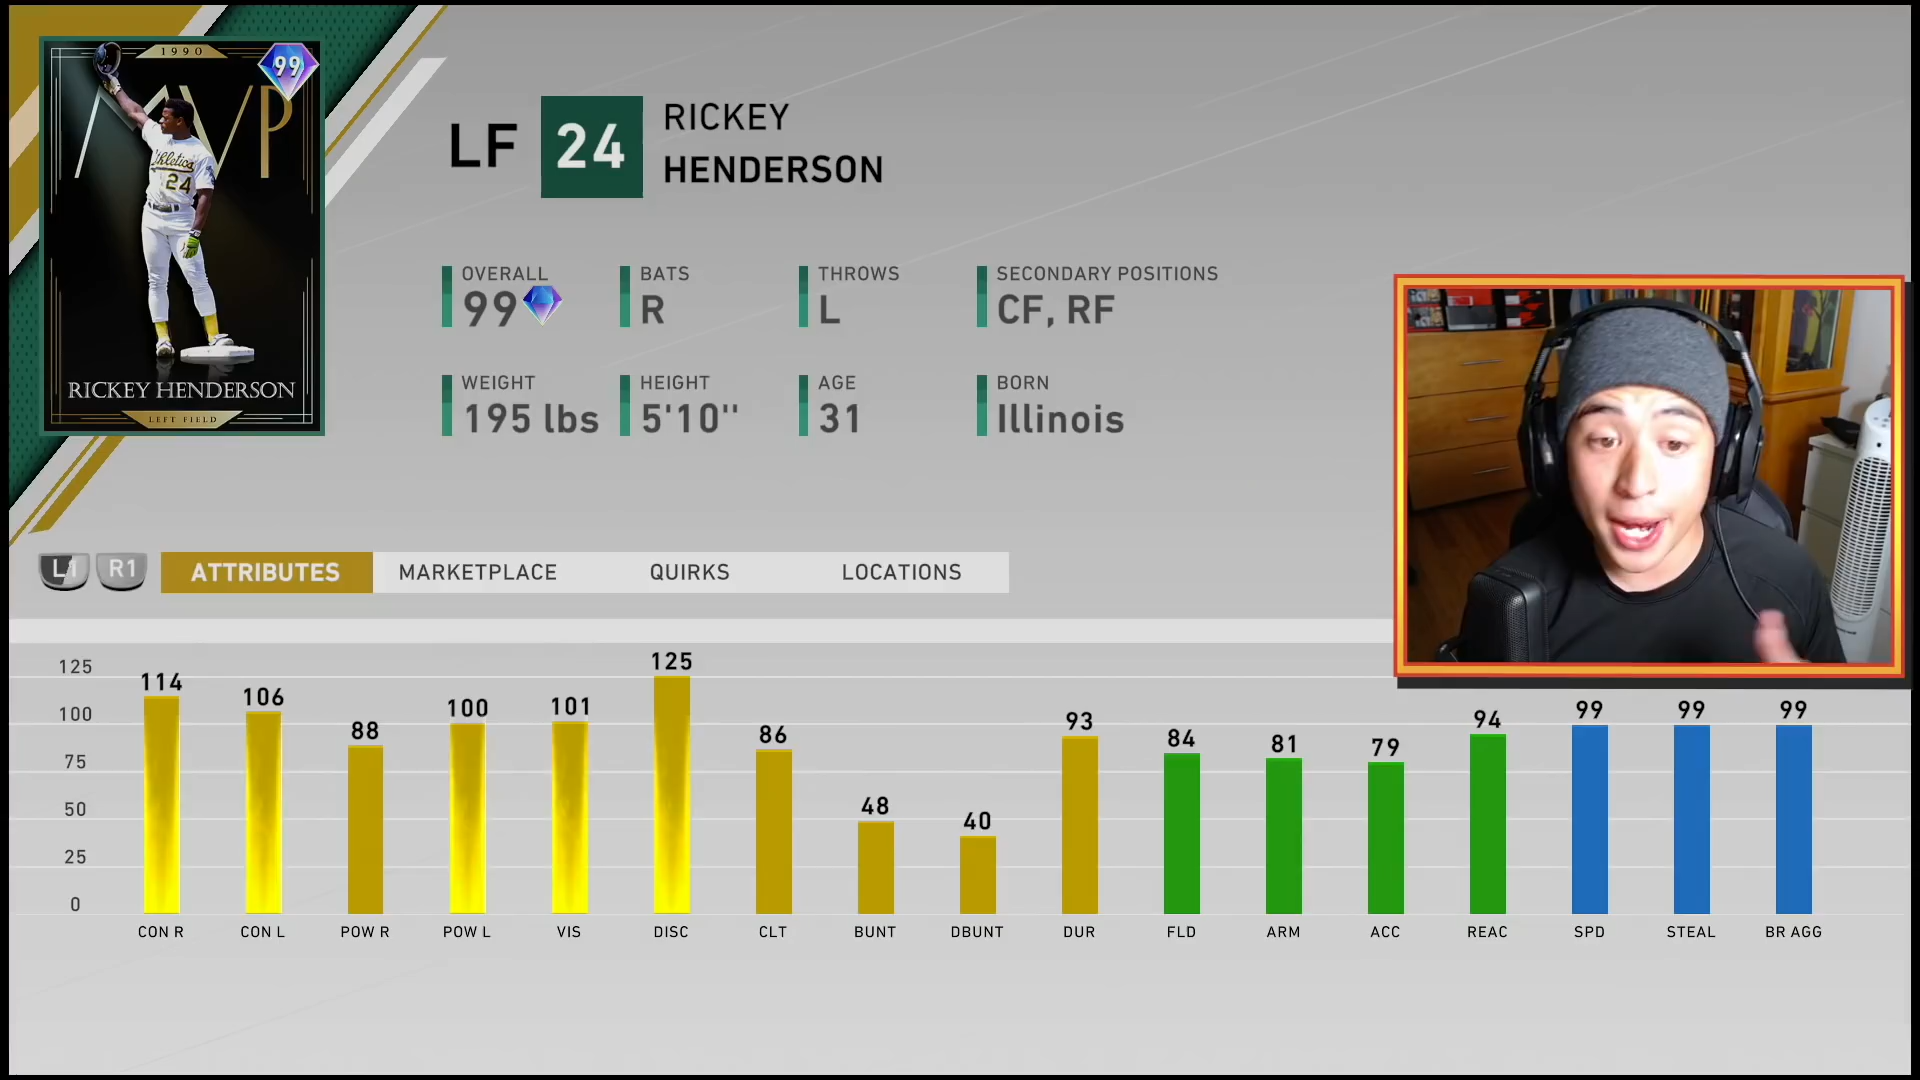 1990
99
MVP
Athletics
24
RICKEY HENDERSON
LEFT FIELD
LF 24 RICKEY
HENDERSON
OVERALL BATS THROWS SECONDARY POSITIONS
99 R L CF, RF
WEIGHT HEIGHT AGE BORN
195 lbs 5'10" 31 Illinois
L1 R1 ATTRIBUTES MARKETPLACE QUIRKS LOCATIONS
125
100
75
50
25
0
114 106 88 100 101 125 86 48 40 93 84 81 79 94 99 99 99
CON R CON L POW R POW L VIS DISC CLT BUNT DBUNT DUR FLD ARM ACC REAC SPD STEAL BR AGG